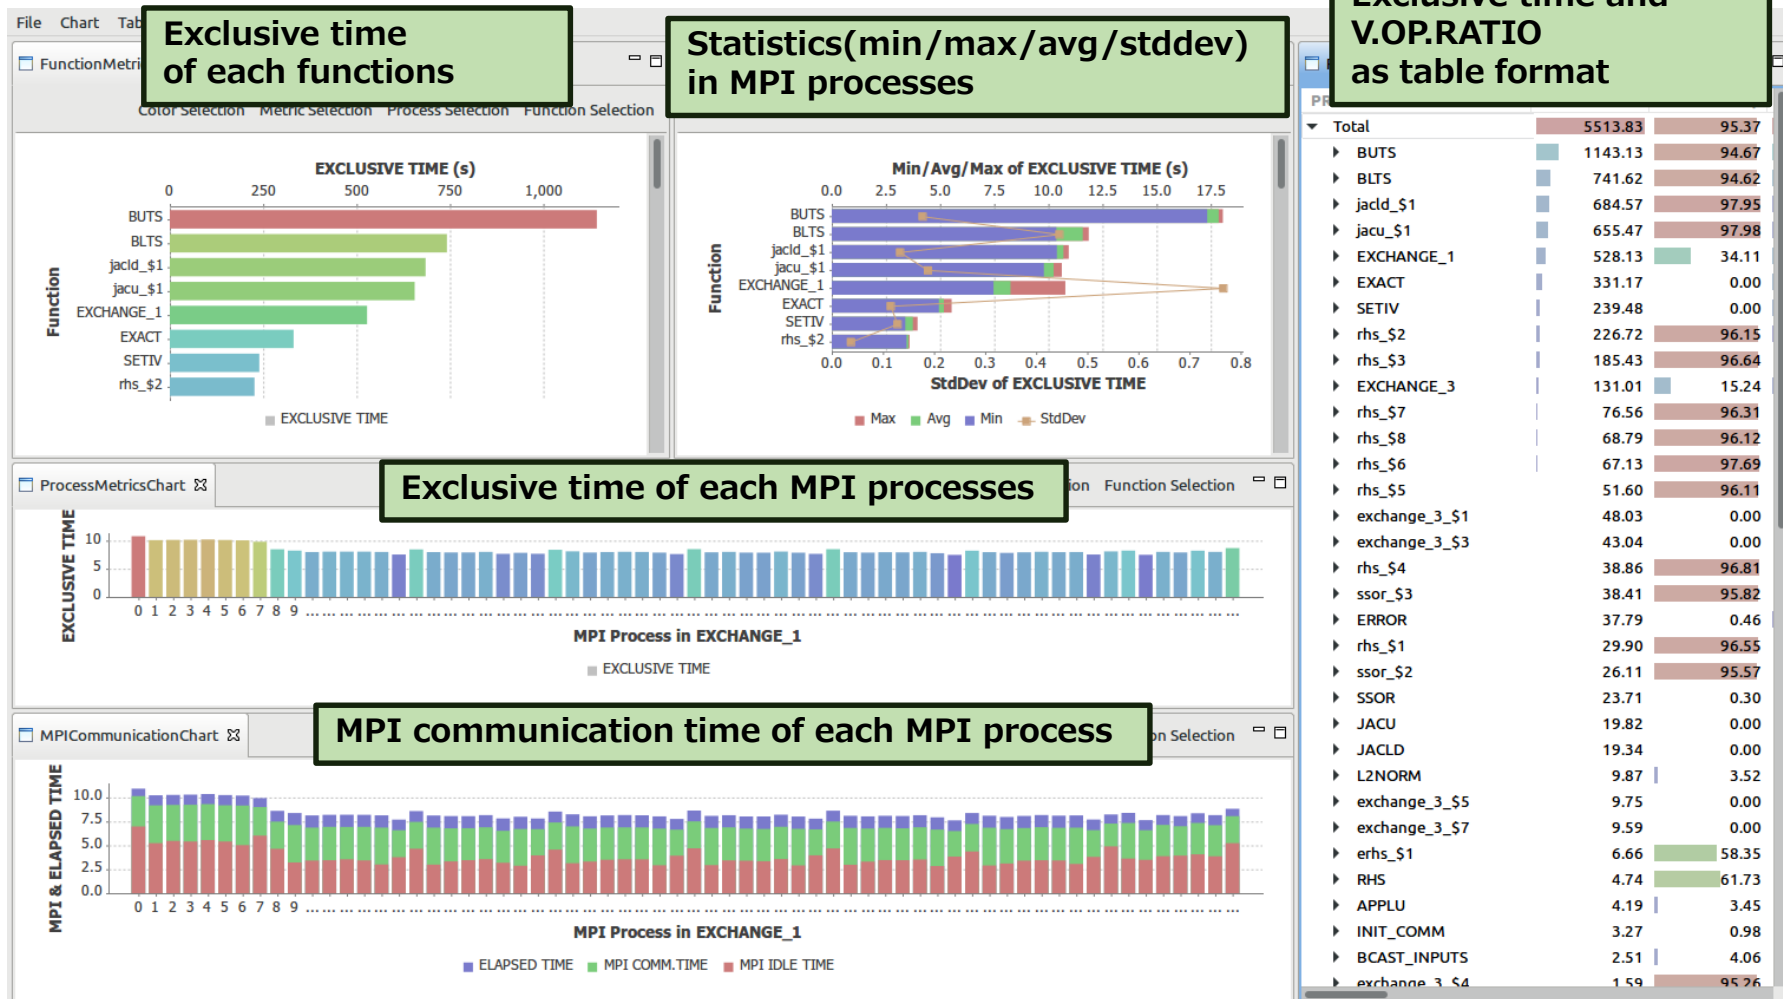 File Chart
Exclusive time
of each functions
Statistics(min/max/avg/stddev)
in MPI processes
Exclusive time and
V.OP.RATIO
as table format
Color Selection Metric Selection Process Selection Function Selection
EXCLUSIVE TIME (s)
0 250 500 750 1,000
Function
BUTS
BLTS
jacld_$1
jacu_$1
EXCHANGE_1
EXACT
SETIV
rhs_$2
EXCLUSIVE TIME
Min/Avg/Max of EXCLUSIVE TIME (s)
0.0 2.5 5.0 7.5 10.0 12.5 15.0 17.5
Function
BUTS
BLTS
jacld_$1
jacu_$1
EXCHANGE_1
EXACT
SETIV
rhs_$2
0.0 0.1 0.2 0.3 0.4 0.5 0.6 0.7 0.8
StdDev of EXCLUSIVE TIME
Max Avg Min StdDev
ProcessMetricsChart
Exclusive time of each MPI processes
Function Selection
EXCLUSIVE TIME
10
5
0
0 1 2 3 4 5 6 7 8 9 ... ... ... ... ... ... ... ... ... ... ... ... ... ... ... ... ... ... ... ... ... ... ... ... ... ... ... ... ... ... ... ... ... ... ... ... ... ... ... ... ... ... ... ... ... ... ... ... ... ... ... ... ... ...
MPI Process in EXCHANGE_1
EXCLUSIVE TIME
MPICommunicationChart
MPI communication time of each MPI process
Selection
MPI & ELAPSED TIME
10.0
7.5
5.0
2.5
0.0
0 1 2 3 4 5 6 7 8 9 ... ... ... ... ... ... ... ... ... ... ... ... ... ... ... ... ... ... ... ... ... ... ... ... ... ... ... ... ... ... ... ... ... ... ... ... ... ... ... ... ... ... ... ... ... ... ... ... ... ... ... ... ... ...
MPI Process in EXCHANGE_1
ELAPSED TIME MPI COMM.TIME MPI IDLE TIME
Total 5513.83 95.37
BUTS 1143.13 94.67
BLTS 741.62 94.62
jacld_$1 684.57 97.95
jacu_$1 655.47 97.98
EXCHANGE_1 528.13 34.11
EXACT 331.17 0.00
SETIV 239.48 0.00
rhs_$2 226.72 96.15
rhs_$3 185.43 96.64
EXCHANGE_3 131.01 15.24
rhs_$7 76.56 96.31
rhs_$8 68.79 96.12
rhs_$6 67.13 97.69
rhs_$5 51.60 96.11
exchange_3_$1 48.03 0.00
exchange_3_$3 43.04 0.00
rhs_$4 38.86 96.81
ssor_$3 38.41 95.82
ERROR 37.79 0.46
rhs_$1 29.90 96.55
ssor_$2 26.11 95.57
SSOR 23.71 0.30
JACU 19.82 0.00
JACLD 19.34 0.00
L2NORM 9.87 3.52
exchange_3_$5 9.75 0.00
exchange_3_$7 9.59 0.00
erhs_$1 6.66 58.35
RHS 4.74 61.73
APPLU 4.19 3.45
INIT_COMM 3.27 0.98
BCAST_INPUTS 2.51 4.06
exchange_3_$4 1.59 95.26